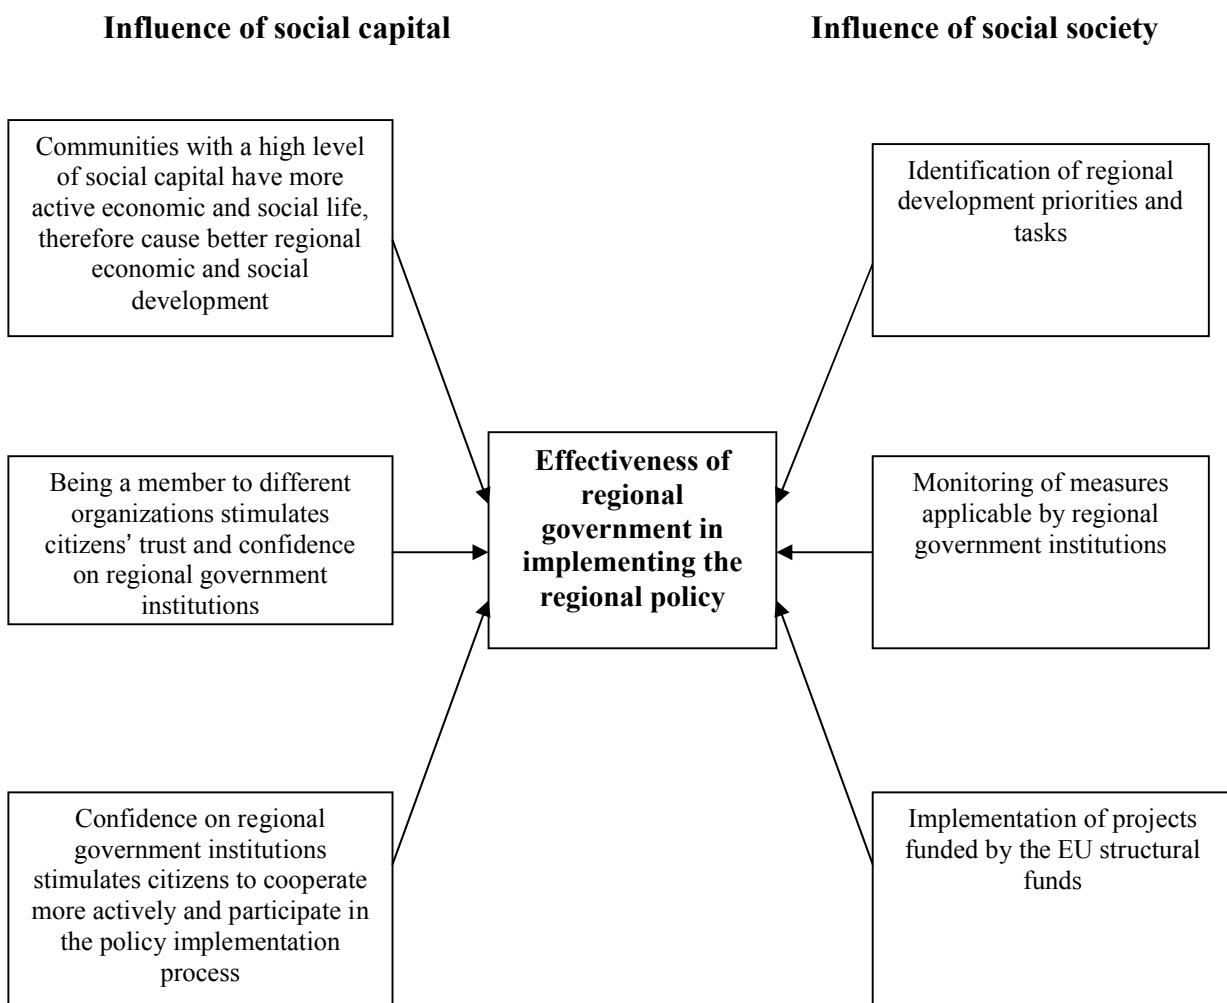 Influence of social capital
Influence of social society
Communities with a high level
of social capital have more
active economic and social life,
therefore cause better regional
economic and social
development
Identification of regional
development priorities and
tasks
Being a member to different
organizations stimulates
citizens’ trust and confidence
on regional government
institutions
Effectiveness of
regional
government in
implementing the
regional policy
Monitoring of measures
applicable by regional
government institutions
Confidence on regional
government institutions
stimulates citizens to cooperate
more actively and participate in
the policy implementation
process
Implementation of projects
funded by the EU structural
funds